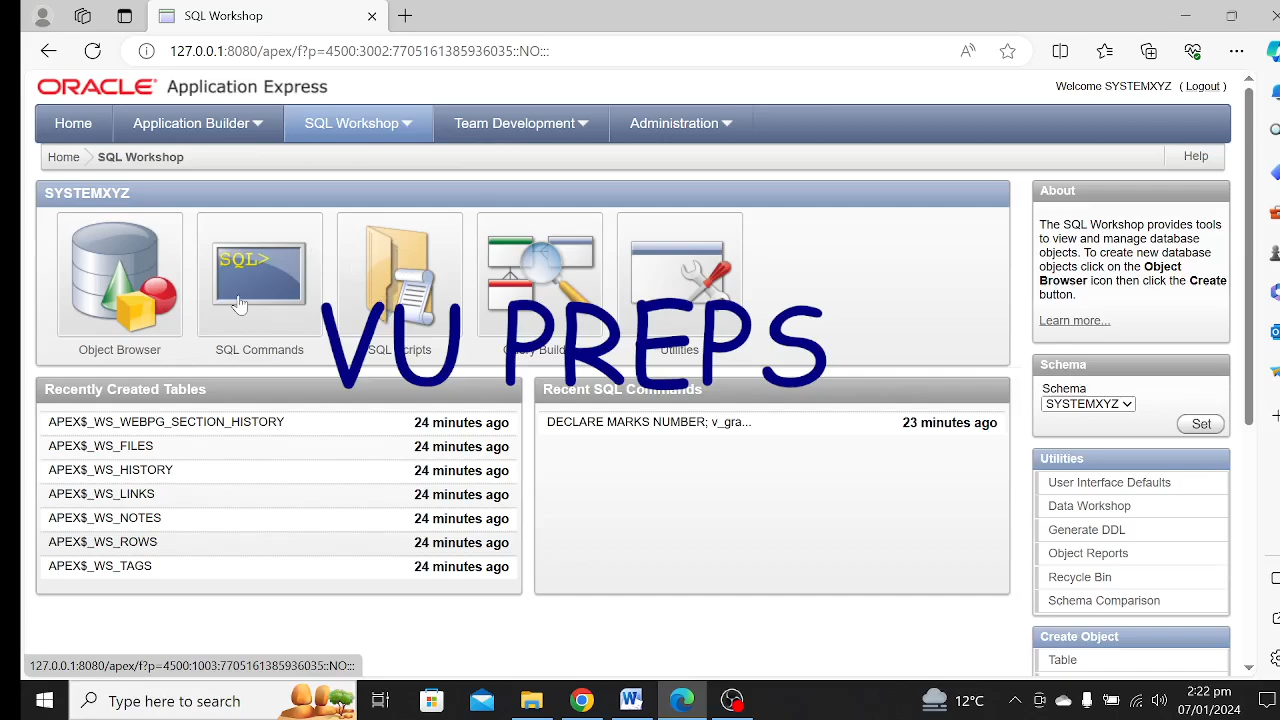 SQL Workshop
127.0.0.1:8080/apex/f?p=4500:3002:7705161385936035::NO:::
ORACLE Application Express
Welcome SYSTEMXYZ ( Logout )
Home Application Builder SQL Workshop Team Development Administration
Home SQL Workshop Help
SYSTEMXYZ
SQL>
Object Browser SQL Commands SQL Scripts Query Builder Utilities
VU PREPS
Recently Created Tables
APEX$_WS_WEBPG_SECTION_HISTORY 24 minutes ago
APEX$_WS_FILES 24 minutes ago
APEX$_WS_HISTORY 24 minutes ago
APEX$_WS_LINKS 24 minutes ago
APEX$_WS_NOTES 24 minutes ago
APEX$_WS_ROWS 24 minutes ago
APEX$_WS_TAGS 24 minutes ago
Recent SQL Commands
DECLARE MARKS NUMBER; v_gra... 23 minutes ago
About
The SQL Workshop provides tools
to view and manage database
objects. To create new database
objects click on the Object
Browser icon then click the Create
button.
Learn more...
Schema
Schema
SYSTEMXYZ
Set
Utilities
User Interface Defaults
Data Workshop
Generate DDL
Object Reports
Recycle Bin
Schema Comparison
Create Object
Table
127.0.0.1:8080/apex/f?p=4500:1003:7705161385936035::NO:::
Type here to search
12°C
2:22 pm
07/01/2024